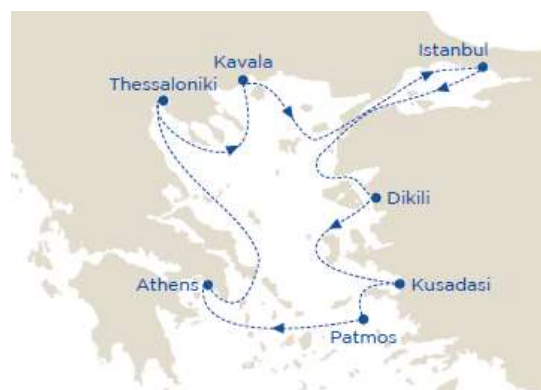 Istanbul
Kavala
Thessaloniki
Dikili
Athens
Kusadasi
Patmos